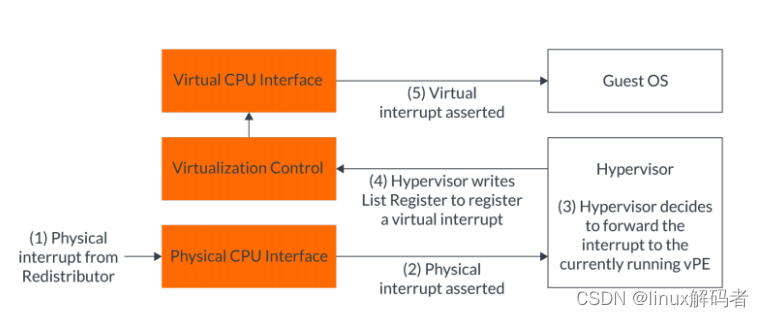 Virtual CPU Interface
(5) Virtual
interrupt asserted
Guest OS
Virtualization Control
(4) Hypervisor writes
List Register to register
a virtual interrupt
Hypervisor
(3) Hypervisor decides
to forward the
interrupt to the
currently running vPE
(1) Physical
interrupt from
Redistributor
Physical CPU Interface
(2) Physical
interrupt asserted
CSDN @linux解码者